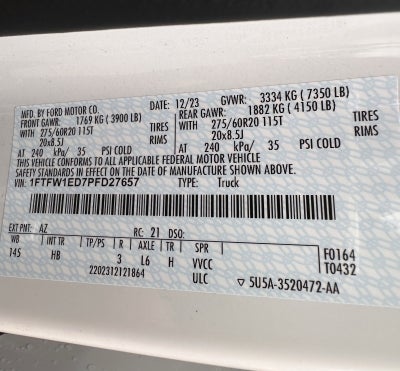 MFD. BY FORD MOTOR CO.
DATE: 12/23 GVWR: 3334 KG ( 7350 LB)
FRONT GAWR: 1769 KG ( 3900 LB) REAR GAWR: 1882 KG ( 4150 LB)
275/60R20 115T TIRES 275/60R20 115T TIRES
20x8.5J RIMS 20x8.5J RIMS
AT 240 kPa/ 35 PSI COLD AT 240 kPa/ 35 PSI COLD
THIS VEHICLE CONFORMS TO ALL APPLICABLE FEDERAL MOTOR VEHICLE
SAFETY STANDARDS IN EFFECT ON THE DATE OF MANUFACTURE SHOWN ABOVE.
VIN: 1FTFW1ED7PFD27657 TYPE: Truck
EXT PNT: AZ RC: 21 DSO:
WB INT TR TP/PS R AXLE TR SPR F0164
145 HB 3 L6 H VVCC T0432
2202312121864 ULC ▽ 5U5A-3520472-AA